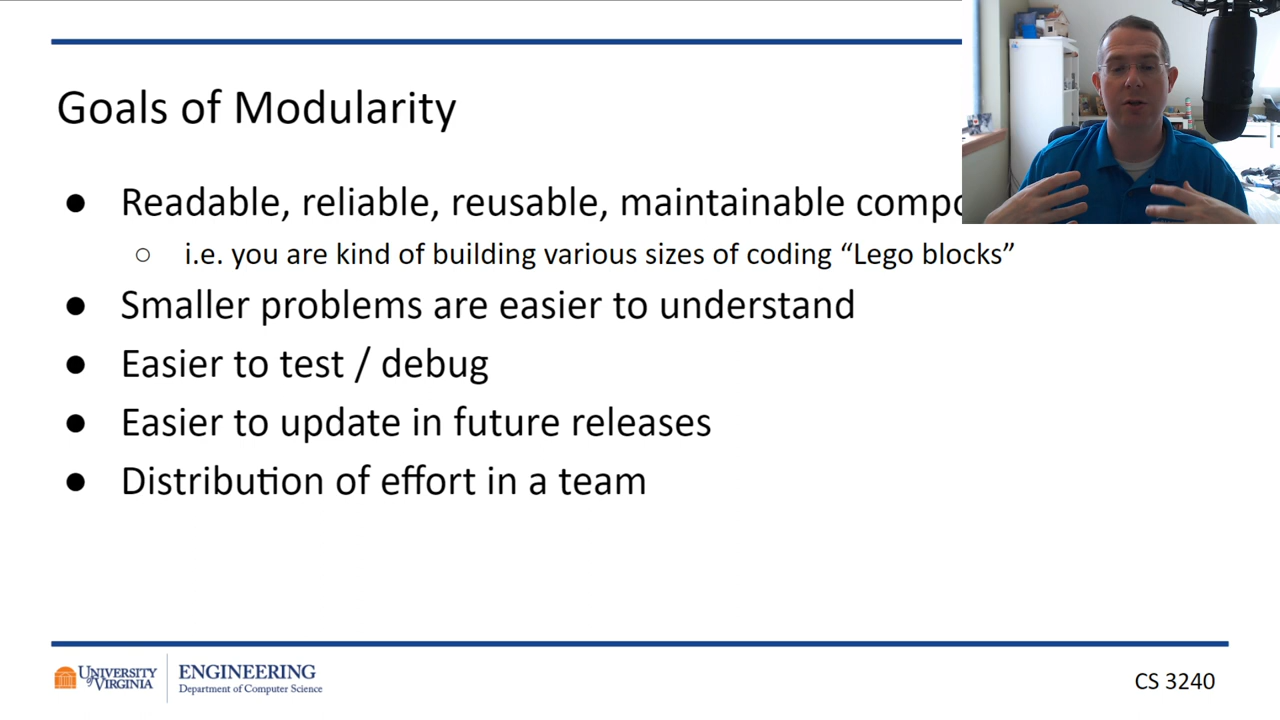 Goals of Modularity
● Readable, reliable, reusable, maintainable
○ i.e. you are kind of building various sizes of coding “Lego blocks”
● Smaller problems are easier to understand
● Easier to test / debug
● Easier to update in future releases
● Distribution of effort in a team
UNIVERSITY of VIRGINIA
ENGINEERING
Department of Computer Science
CS 3240